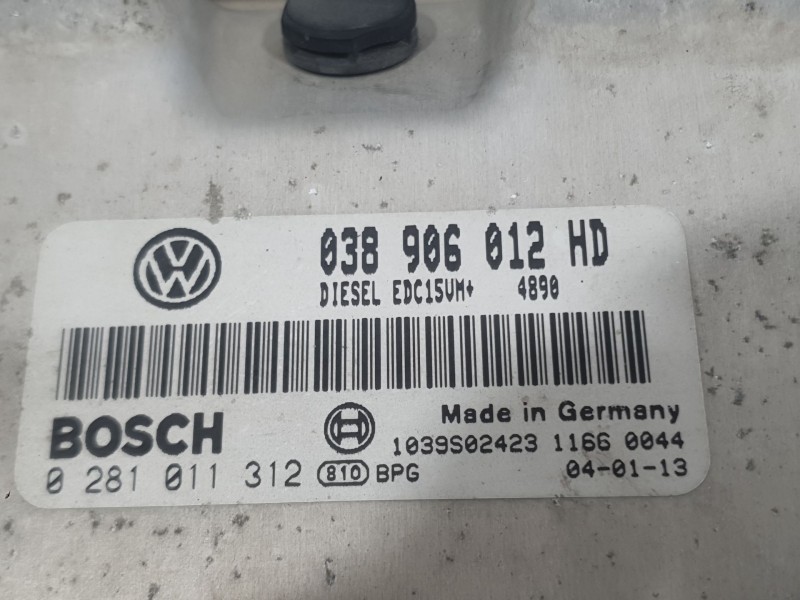 038 906 012 HD
DIESEL EDC15VM+ 4890
BOSCH
Made in Germany
1039S02423 1166 0044
0 281 011 312 810 BPG 04-01-13